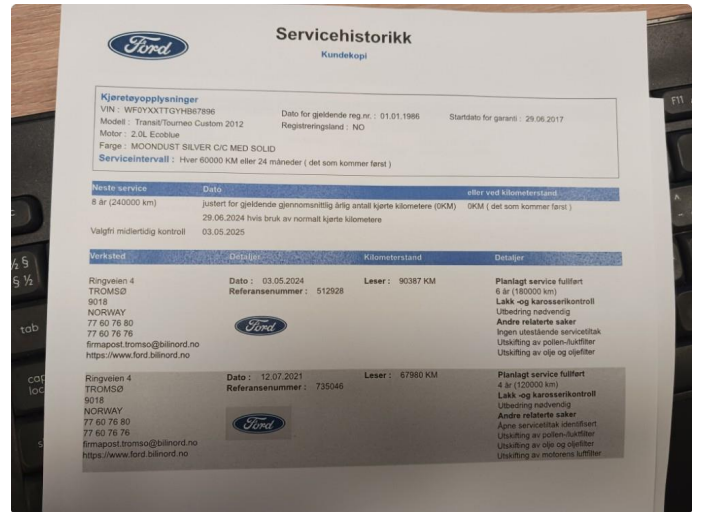 Ford
Servicehistorikk
Kundekopi
Kjøretøyopplysninger
VIN : WF0YXXTTGYHB67896
Modell : Transit/Tourneo Custom 2012
Motor : 2.0L Ecoblue
Farge : MOONDUST SILVER C/C MED SOLID
Dato for gjeldende reg.nr. : 01.01.1986
Registreringsland : NO
Startdato for garanti : 29.06.2017
Serviceintervall : Hver 60000 KM eller 24 måneder ( det som kommer først )
Neste service Dato eller ved kilometerstand
8 år (240000 km) justert for gjeldende gjennomsnittlig årlig antall kjørte kilometere (0KM) 0KM ( det som kommer først )
29.06.2024 hvis bruk av normalt kjørte kilometere
Valgfri midlertidig kontroll 03.05.2025
Verksted Detaljer Kilometerstand Detaljer
Ringveien 4
TROMSØ
9018
NORWAY
77 60 76 80
77 60 76 76
firmapost.tromso@bilinord.no
https://www.ford.bilinord.no
Dato : 03.05.2024
Referansenummer : 512928
Ford
Leser : 90387 KM
Planlagt service fullført
6 år (180000 km)
Lakk -og karosserikontroll
Utbedring nødvendig
Andre relaterte saker
Ingen utestående servicetiltak
Utskifting av pollen-/luktfilter
Utskifting av olje og oljefilter
Ringveien 4
TROMSØ
9018
NORWAY
77 60 76 80
77 60 76 76
firmapost.tromso@bilinord.no
https://www.ford.bilinord.no
Dato : 12.07.2021
Referansenummer : 735046
Ford
Leser : 67980 KM
Planlagt service fullført
4 år (120000 km)
Lakk -og karosserikontroll
Utbedring nødvendig
Andre relaterte saker
Åpne servicetiltak identifisert
Utskifting av pollen-/luktfilter
Utskifting av olje og oljefilter
Utskifting av motorens luftfilter
F11
tab
½ §
§ ½